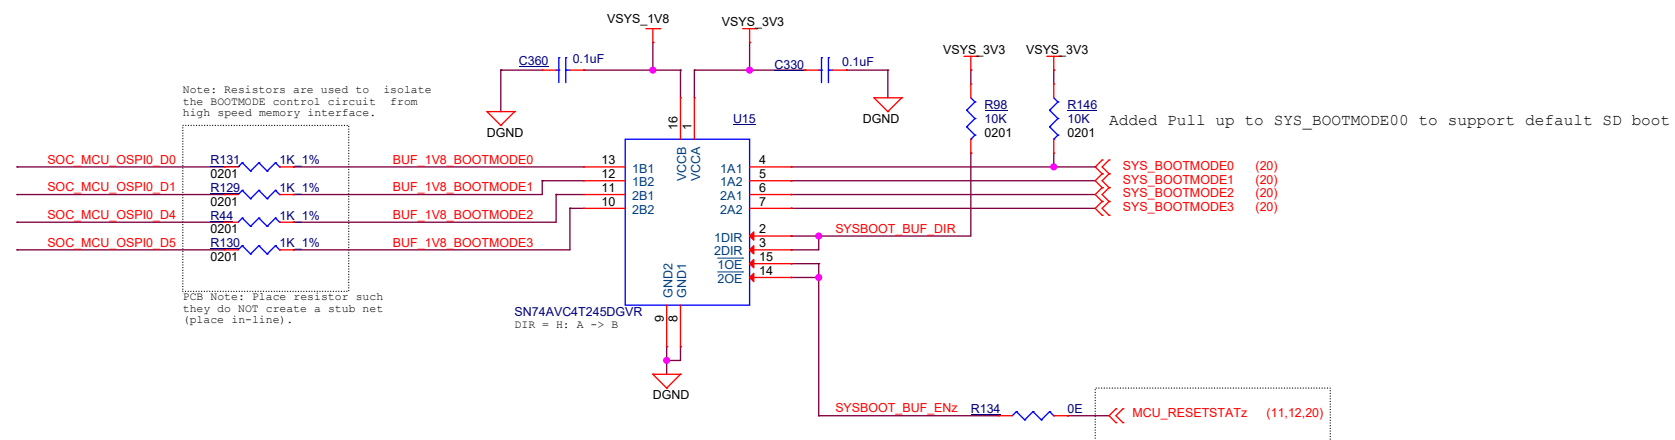 VSYS_1V8
VSYS_3V3
C360
0.1uF
C330
0.1uF
VSYS_3V3
VSYS_3V3
Note: Resistors are used to isolate
the BOOTMODE control circuit from
high speed memory interface.
DGND
DGND
R98
10K
0201
R146
10K
0201
Added Pull up to SYS_BOOTMODE00 to support default SD boot
16
1
U15
VCCB
VCCA
SOC_MCU_OSPI0_D0
R131
1K_1%
0201
BUF_1V8_BOOTMODE0
13
1B1
1A1
4
SYS_BOOTMODE0
(20)
SOC_MCU_OSPI0_D1
R129
1K_1%
0201
BUF_1V8_BOOTMODE1
12
1B2
1A2
5
SYS_BOOTMODE1
(20)
SOC_MCU_OSPI0_D4
R44
1K_1%
0201
BUF_1V8_BOOTMODE2
11
2B1
2A1
6
SYS_BOOTMODE2
(20)
SOC_MCU_OSPI0_D5
R130
1K_1%
0201
BUF_1V8_BOOTMODE3
10
2B2
2A2
7
SYS_BOOTMODE3
(20)
1DIR
2
SYSBOOT_BUF_DIR
2DIR
3
1OE
15
2OE
14
GND2
GND1
9
8
PCB Note: Place resistor such
they do NOT create a stub net
(place in-line).
SN74AVC4T245DGVR
DIR = H: A -> B
DGND
SYSBOOT_BUF_ENz
R134
0E
MCU_RESETSTATz
(11,12,20)